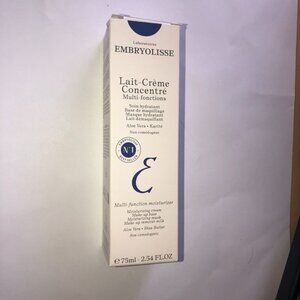 Laboratoires
EMBRYOLISSE
Lait-Crème
Concentré
Multi-fonctions
Soin hydratant
Base de maquillage
Masque hydratant
Lait démaquillant
Aloe Vera • Karité
Non comédogène
N°1
E
Multi-function moisturizer
Moisturizing cream
Make-up base
Moisturizing mask
Make-up remover milk
Aloe Vera • Shea Butter
Non-comedogenic
℮ 75ml - 2.54 FL.OZ